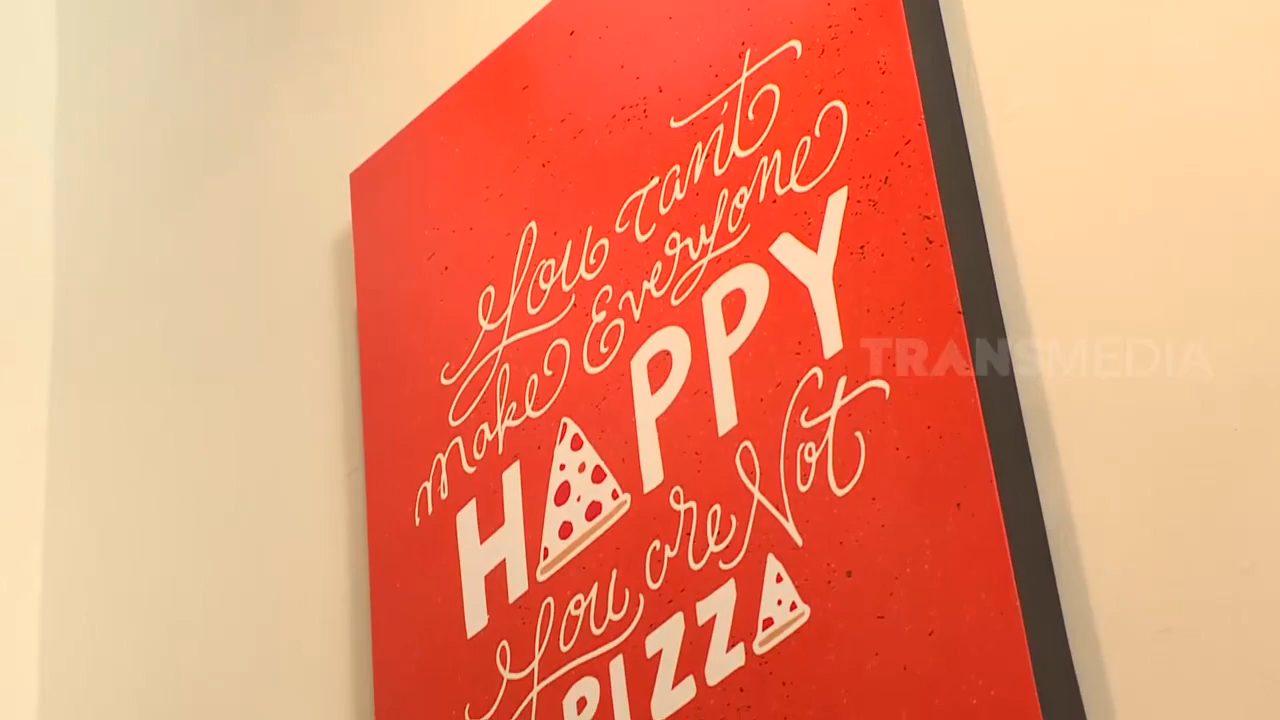 You can't
make Everyone
HAPPY
You are Not
PIZZA
TRANSMEDIA